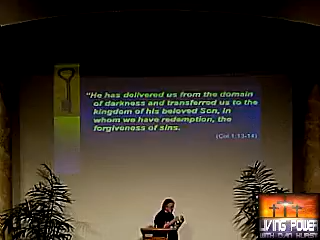 “He has delivered us from the domain
of darkness and transferred us to the
kingdom of his beloved Son, in
whom we have redemption, the
forgiveness of sins.
(Col 1:13-14)
LIVING POWER
WITH